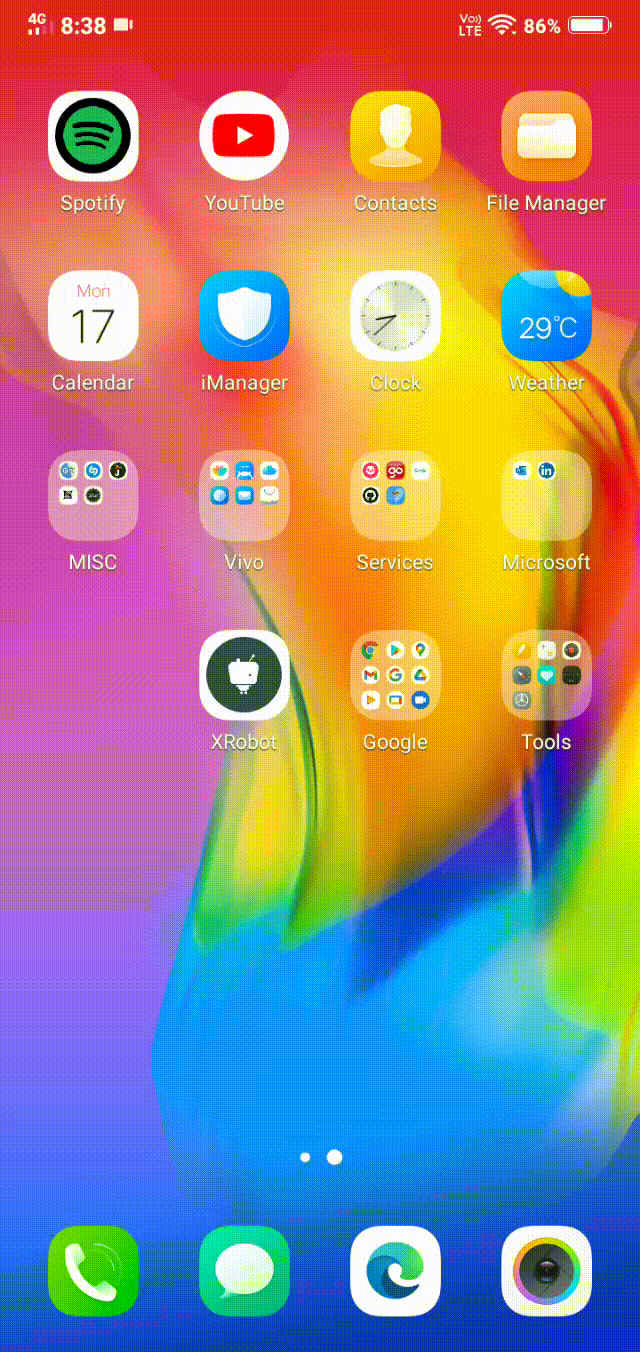 4G 8:38 Vo)) LTE 86%
Spotify YouTube Contacts File Manager
Mon
17 29°C
Calendar iManager Clock Weather
MISC Vivo Services Microsoft
XRobot Google Tools